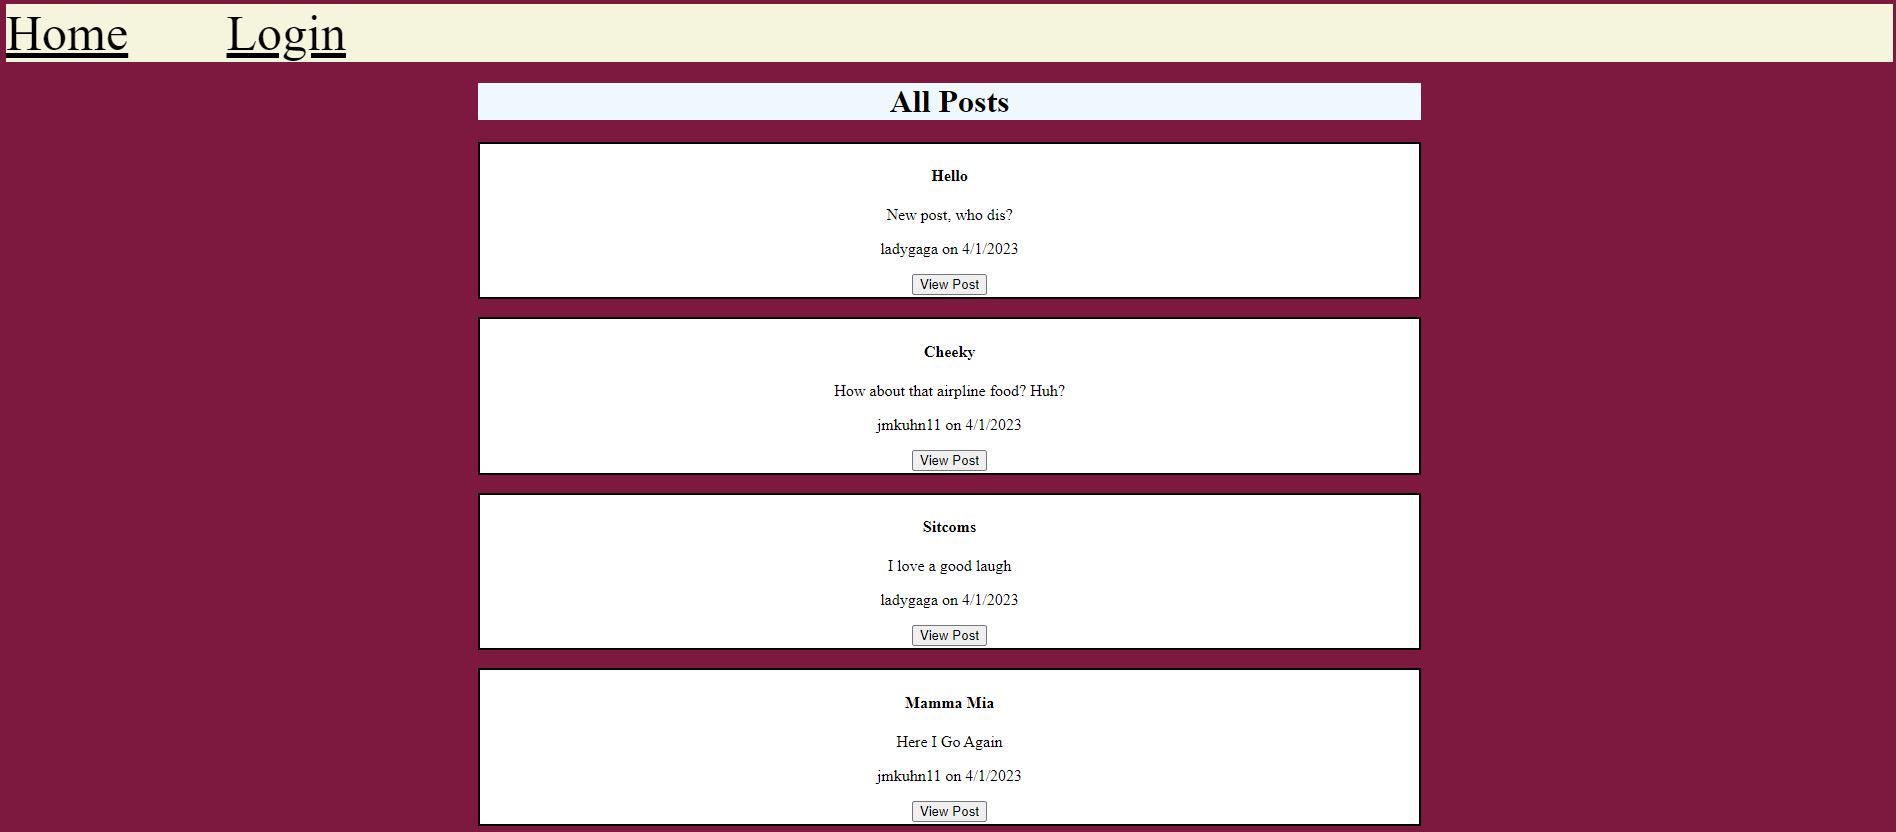 Home Login
All Posts
Hello
New post, who dis?
ladygaga on 4/1/2023
View Post
Cheeky
How about that airpline food? Huh?
jmkuhn11 on 4/1/2023
View Post
Sitcoms
I love a good laugh
ladygaga on 4/1/2023
View Post
Mamma Mia
Here I Go Again
jmkuhn11 on 4/1/2023
View Post